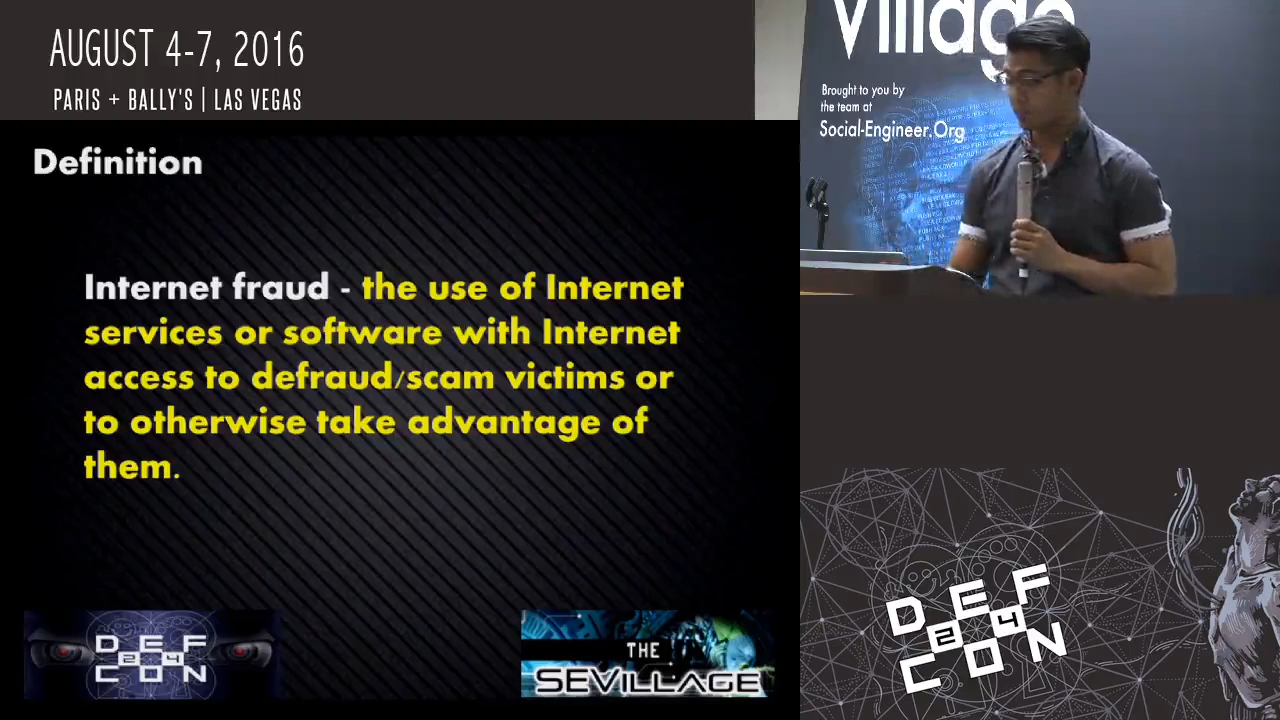 AUGUST 4-7, 2016
PARIS + BALLY'S | LAS VEGAS
Village
Brought to you by
the team at
Social-Engineer.Org
Definition
Internet fraud - the use of Internet
services or software with Internet
access to defraud/scam victims or
to otherwise take advantage of
them.
DEF
24
CON
THE
SEVILLAGE
DEF
24
CON